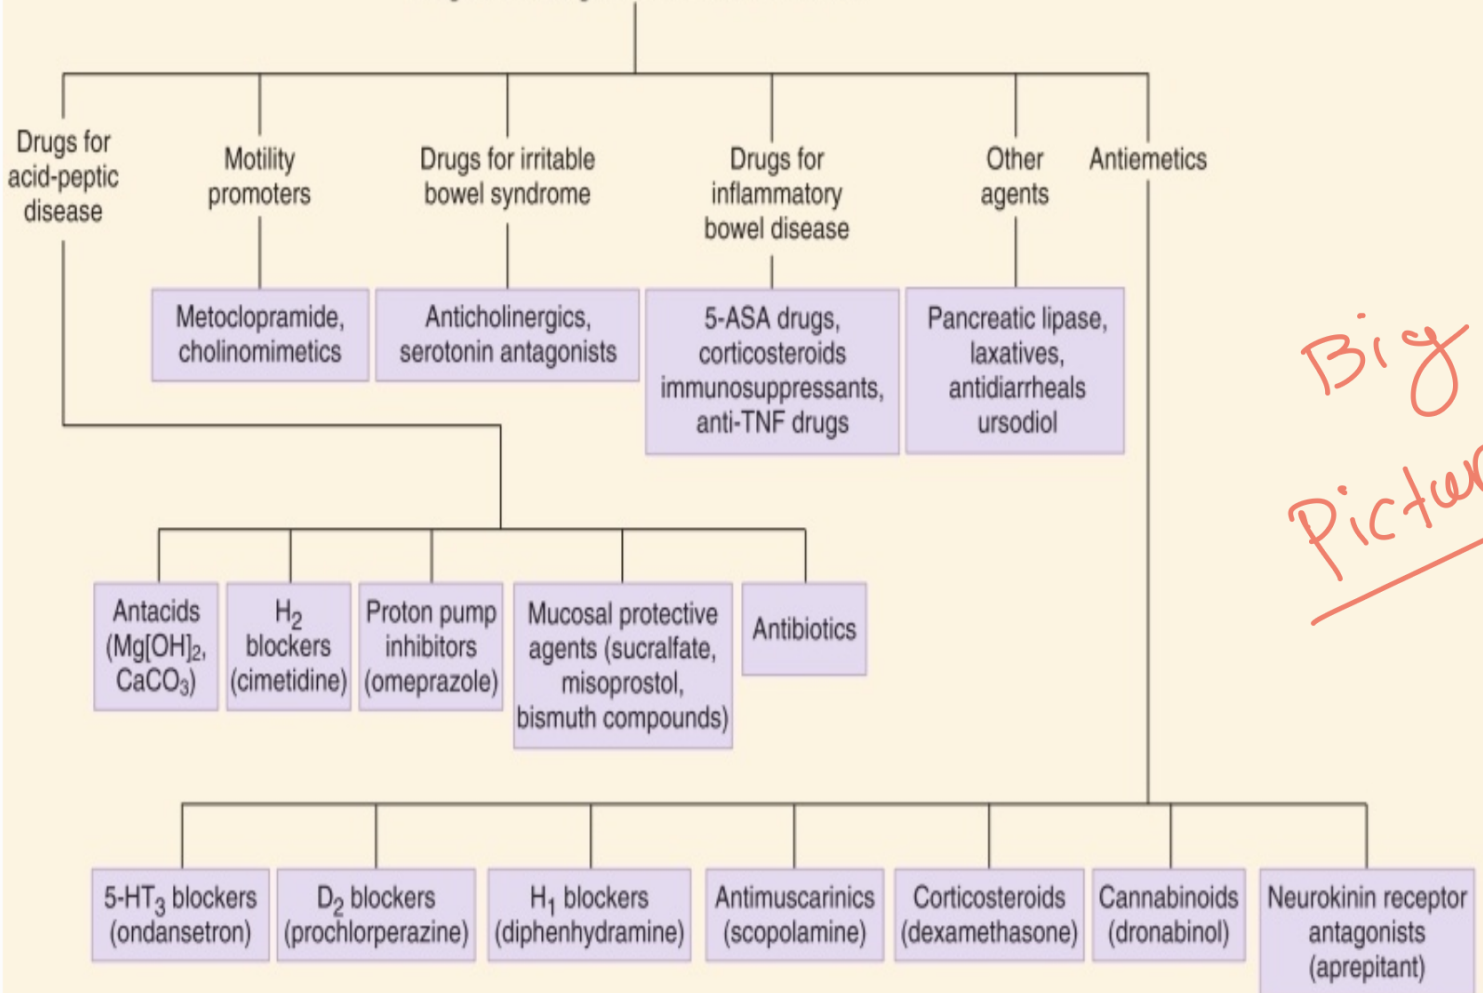 Drugs for
acid-peptic
disease
Motility
promoters
Drugs for irritable
bowel syndrome
Drugs for
inflammatory
bowel disease
Other
agents
Antiemetics
Metoclopramide,
cholinomimetics
Anticholinergics,
serotonin antagonists
5-ASA drugs,
corticosteroids
immunosuppressants,
anti-TNF drugs
Pancreatic lipase,
laxatives,
antidiarrheals
ursodiol
Big
Pictur
Antacids
(Mg[OH]₂,
CaCO₃)
H₂
blockers
(cimetidine)
Proton pump
inhibitors
(omeprazole)
Mucosal protective
agents (sucralfate,
misoprostol,
bismuth compounds)
Antibiotics
5-HT₃ blockers
(ondansetron)
D₂ blockers
(prochlorperazine)
H₁ blockers
(diphenhydramine)
Antimuscarinics
(scopolamine)
Corticosteroids
(dexamethasone)
Cannabinoids
(dronabinol)
Neurokinin receptor
antagonists
(aprepitant)